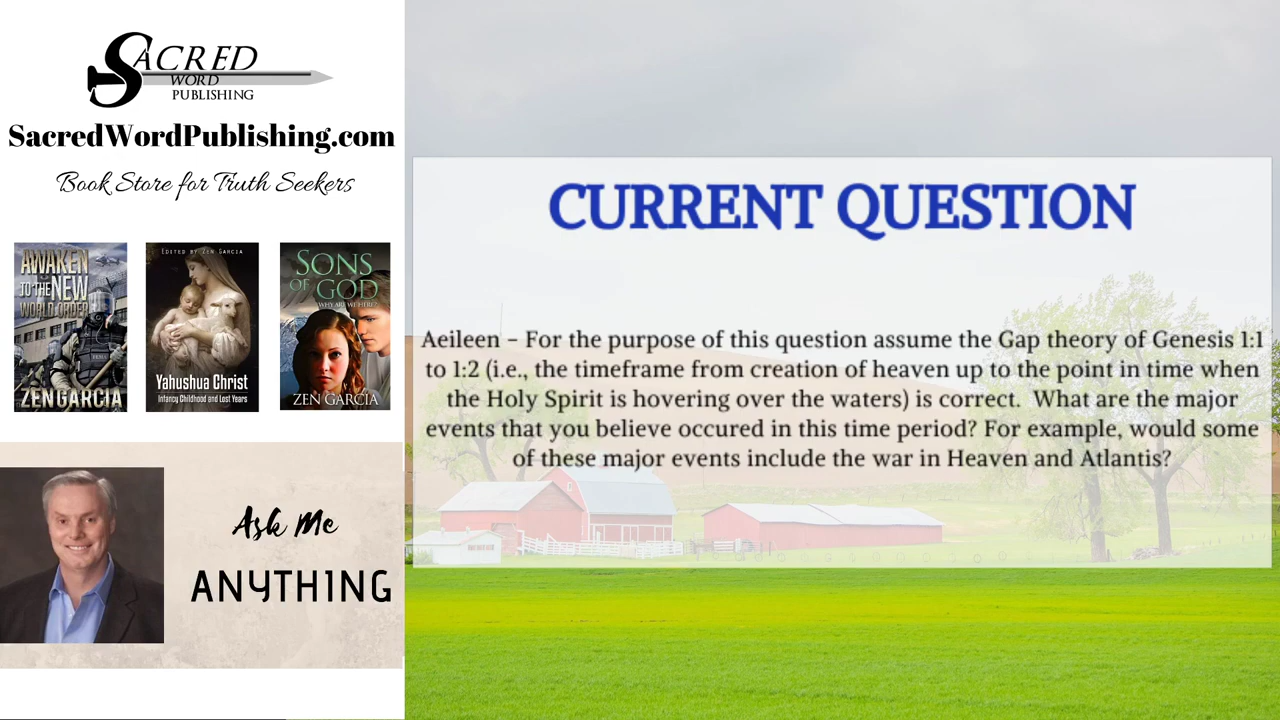 SACRED
WORD
PUBLISHING
SacredWordPublishing.com
Book Store for Truth Seekers
AWAKEN
TO THE NEW
WORLD ORDER
ZEN GARCIA
EDITED BY ZEN GARCIA
Yahushua Christ
Infancy Childhood and Lost Years
SONS
OF GOD
WHY ARE WE HERE?
ZEN GARCIA
Ask Me
ANYTHING
CURRENT QUESTION
Aeileen – For the purpose of this question assume the Gap theory of Genesis 1:1
to 1:2 (i.e., the timeframe from creation of heaven up to the point in time when
the Holy Spirit is hovering over the waters) is correct. What are the major
events that you believe occured in this time period? For example, would some
of these major events include the war in Heaven and Atlantis?